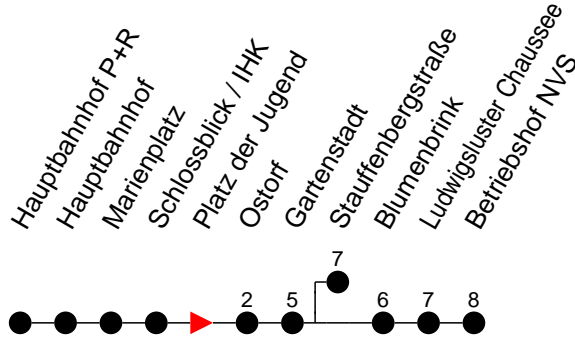 Hauptbahnhof P+R
Hauptbahnhof
Marienplatz
Schlossblick / IHK
Platz der Jugend
Ostorf
Gartenstadt
Stauffenbergstraße
Blumenbrink
Ludwigsluster Chaussee
Betriebshof NVS
7
2 5 6 7 8